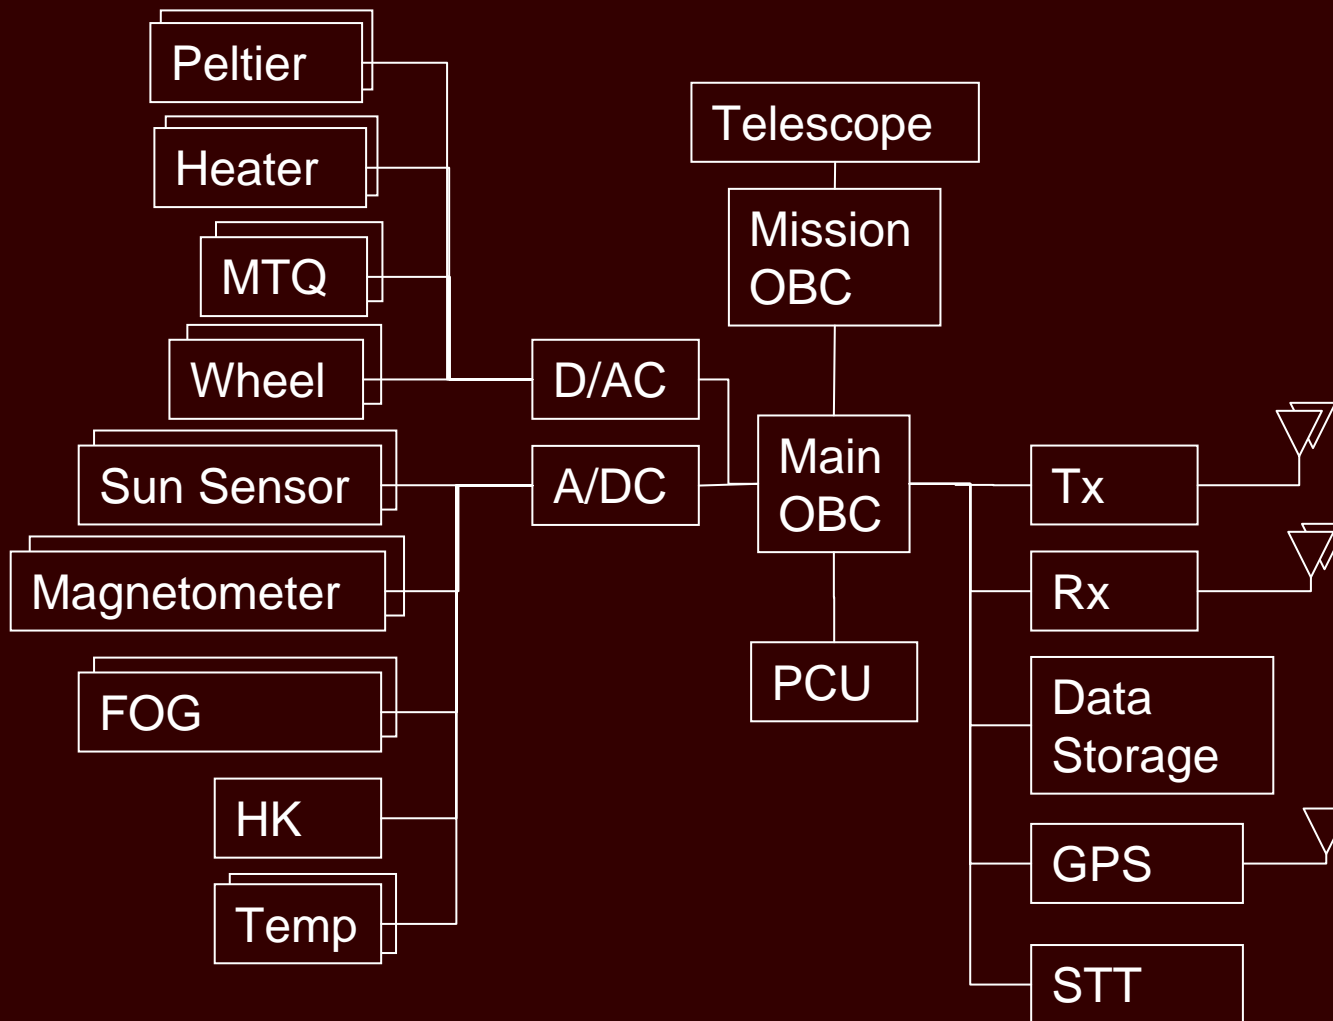 Peltier
Heater
MTQ
Wheel
Sun Sensor
Magnetometer
FOG
HK
Temp
D/AC
A/DC
Telescope
Mission
OBC
Main
OBC
PCU
Tx
Rx
Data
Storage
GPS
STT